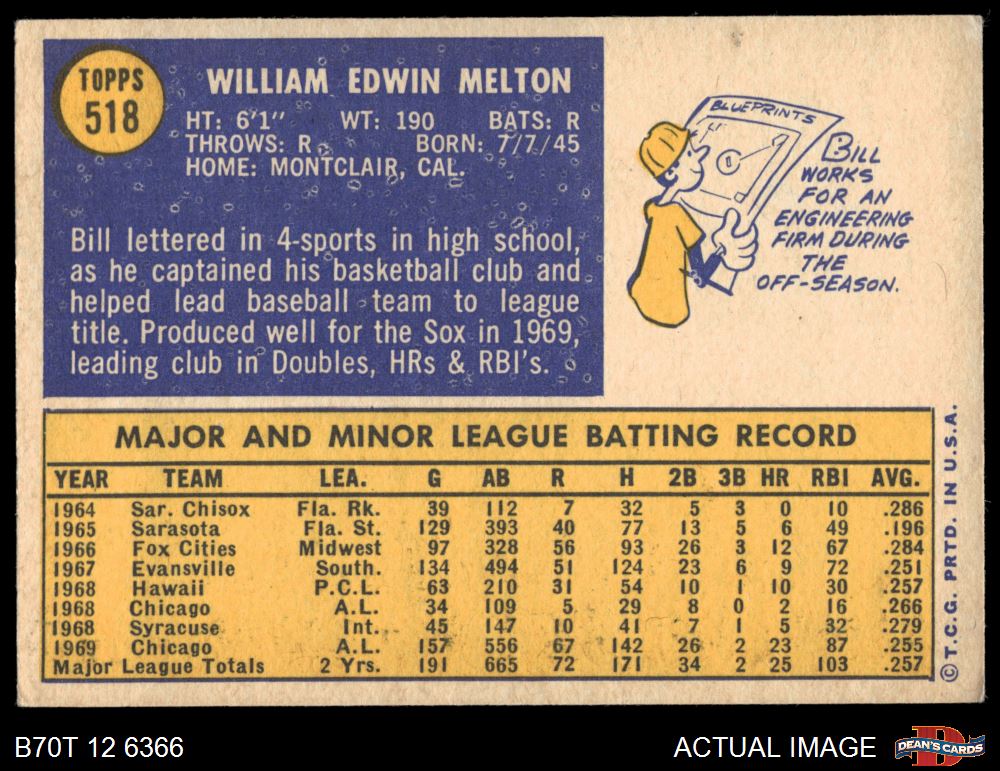 TOPPS
518
WILLIAM EDWIN MELTON
HT: 6'1" WT: 190 BATS: R
THROWS: R BORN: 7/7/45
HOME: MONTCLAIR, CAL.
Bill lettered in 4-sports in high school,
as he captained his basketball club and
helped lead baseball team to league
title. Produced well for the Sox in 1969,
leading club in Doubles, HRs & RBI's.
BLUEPRINTS
BILL
WORKS
FOR AN
ENGINEERING
FIRM DURING
THE
OFF-SEASON.
MAJOR AND MINOR LEAGUE BATTING RECORD
YEAR TEAM LEA. G AB R H 2B 3B HR RBI AVG.
1964 Sar. Chisox Fla. Rk. 39 112 7 32 5 3 0 10 .286
1965 Sarasota Fla. St. 129 393 40 77 13 5 6 49 .196
1966 Fox Cities Midwest 97 328 56 93 26 3 12 67 .284
1967 Evansville South. 134 494 51 124 23 6 9 72 .251
1968 Hawaii P.C.L. 63 210 31 54 10 1 10 30 .257
1968 Chicago A.L. 34 109 5 29 8 0 2 16 .266
1968 Syracuse Int. 45 147 10 41 7 1 5 32 .279
1969 Chicago A.L. 157 556 67 142 26 2 23 87 .255
Major League Totals 2 Yrs. 191 665 72 171 34 2 25 103 .257
© T.C.G. PRTD. IN U.S.A.
B70T 12 6366
ACTUAL IMAGE
DEAN'S CARDS